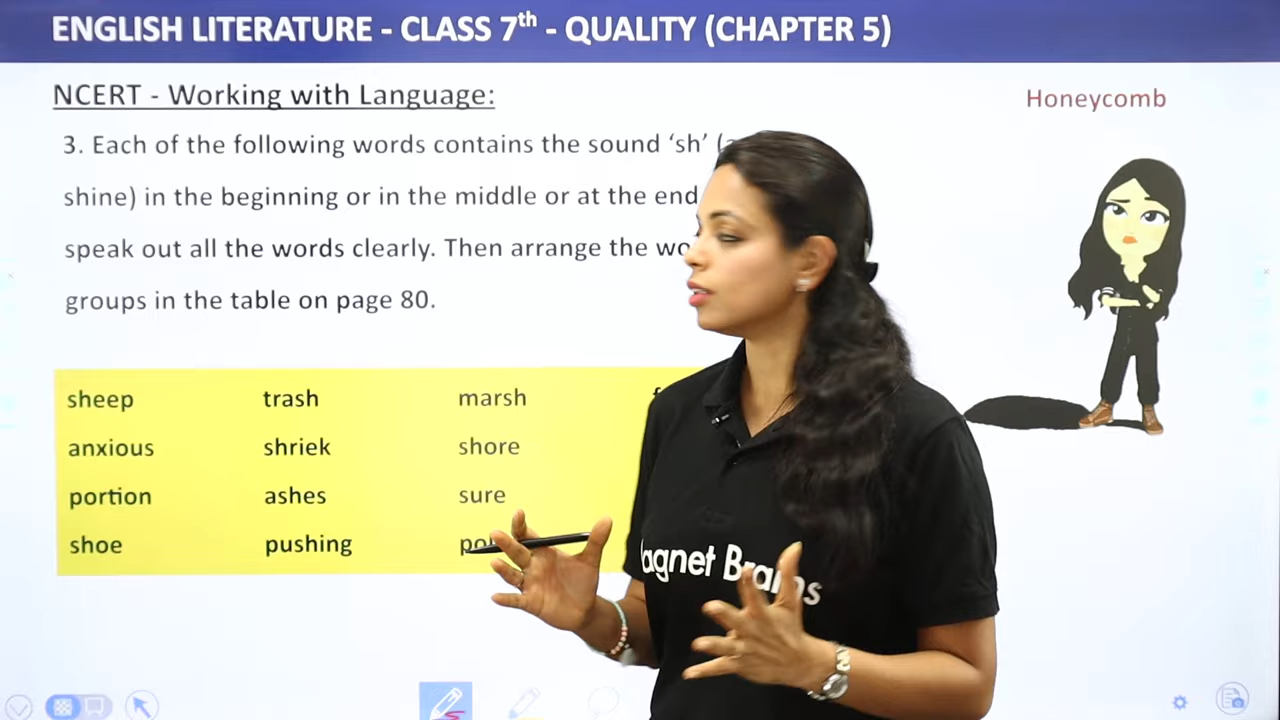 ENGLISH LITERATURE - CLASS 7th - QUALITY (CHAPTER 5)
NCERT - Working with Language:
Honeycomb
3. Each of the following words contains the sound ‘sh’
shine) in the beginning or in the middle or at the end
speak out all the words clearly. Then arrange the
groups in the table on page 80.
sheep trash marsh
anxious shriek shore
portion ashes sure
shoe pushing
Brains